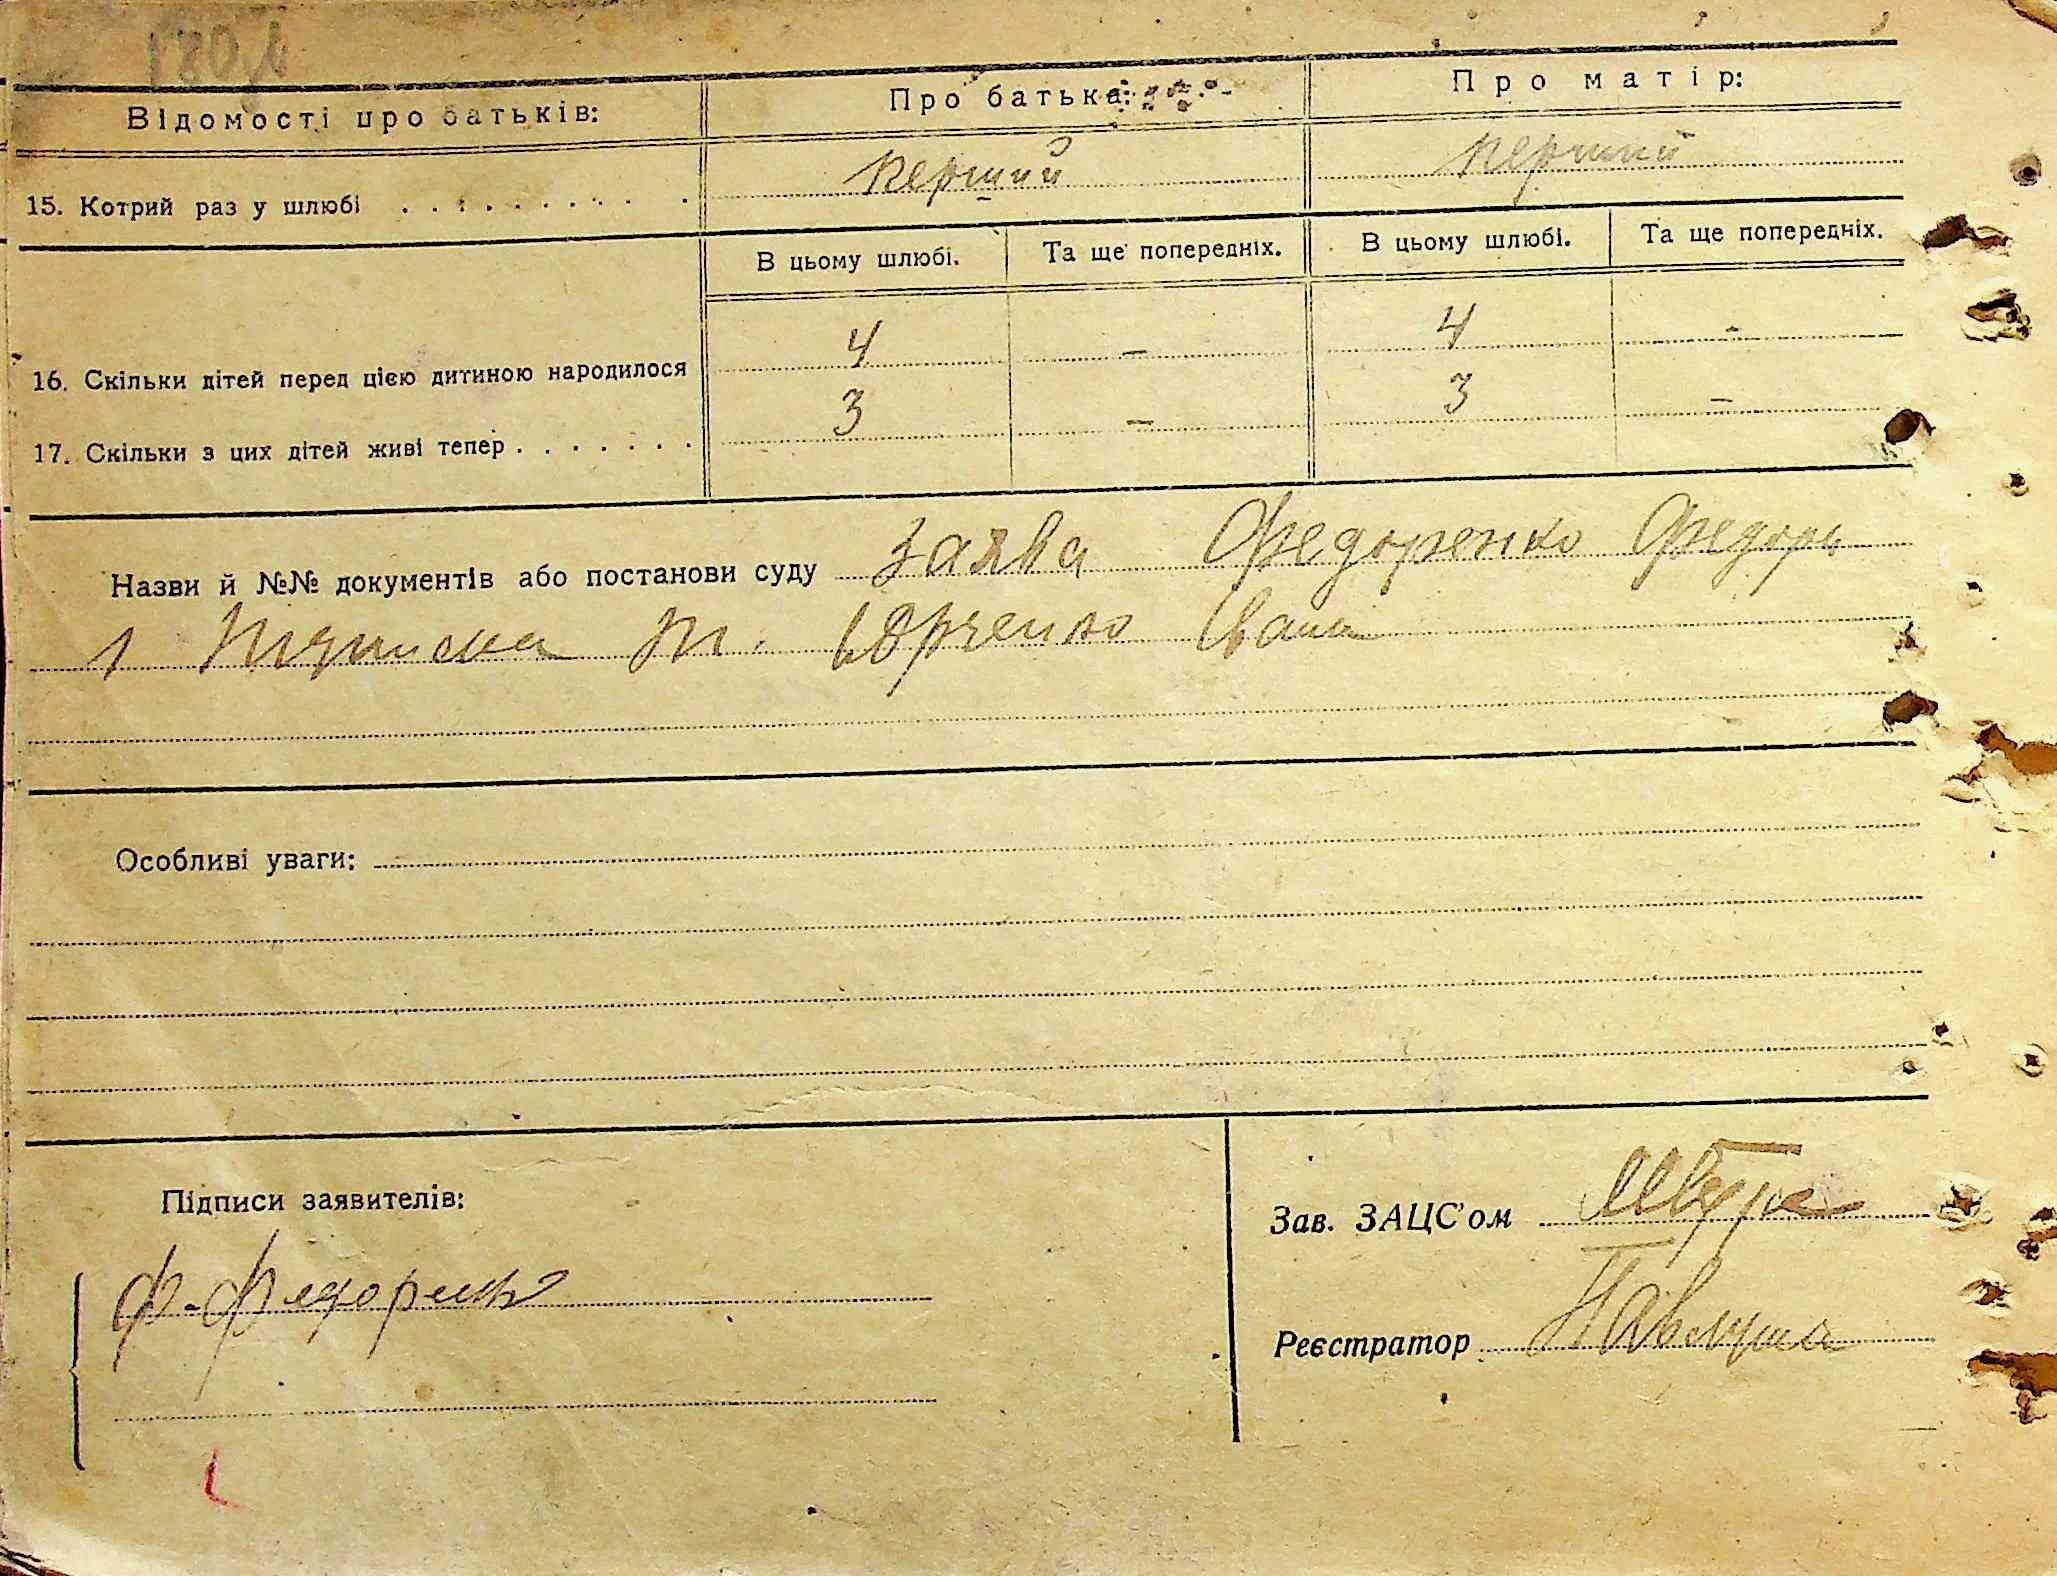 Відомості про батьків: Про батька: Про матір:
15. Котрий раз у шлюбі . . . . . . . . . . перший перший
В цьому шлюбі. Та ще попередніх. В цьому шлюбі. Та ще попередніх.
16. Скільки дітей перед цією дитиною народилося 4 – 4 –
17. Скільки з цих дітей живі тепер . . . . . . . 3 – 3 –
Назви й №№ документів або постанови суду Заява Федоренко Федора
і Юрченко Івана
Особливі уваги:
Підписи заявителів:
Зав. ЗАЦС'ом
Ф. Федоренко
Реєстратор Павлуша